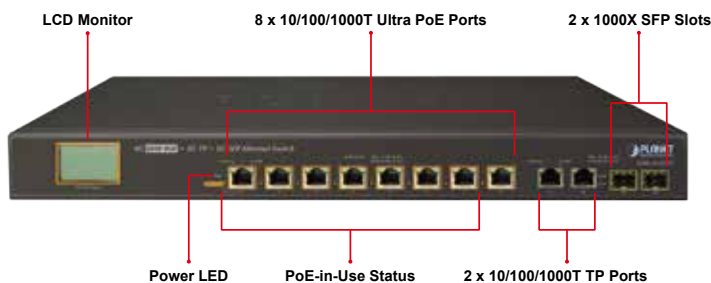 LCD Monitor
8 x 10/100/1000T Ultra PoE Ports
2 x 1000X SFP Slots
PLANET
Power LED
PoE-in-Use Status
2 x 10/100/1000T TP Ports